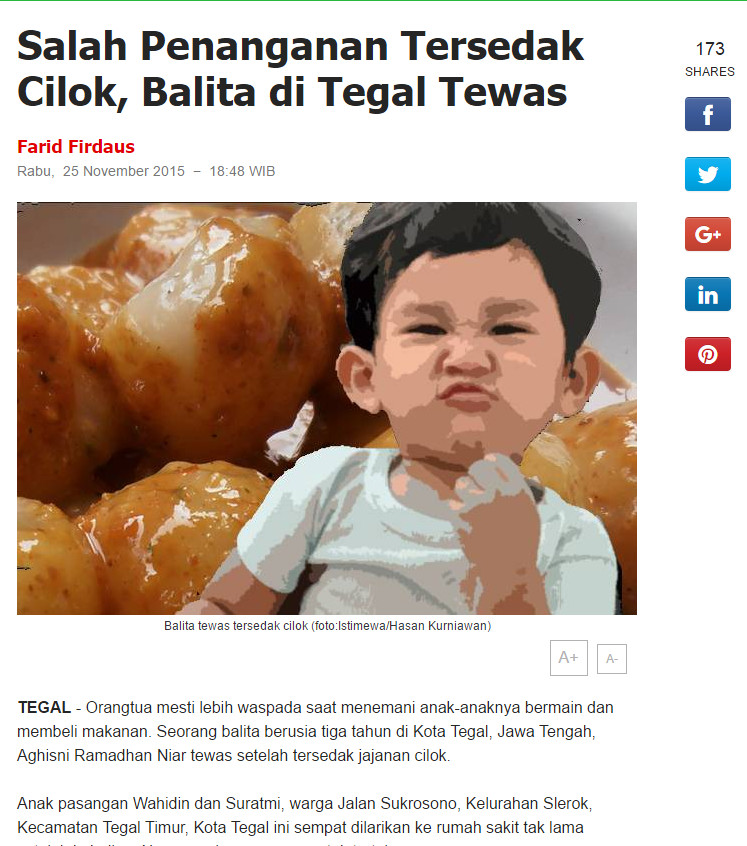 Salah Penanganan Tersedak
Cilok, Balita di Tegal Tewas
173
SHARES
Farid Firdaus
Rabu, 25 November 2015 – 18:48 WIB
f
G+
in
Balita tewas tersedak cilok (foto:Istimewa/Hasan Kurniawan)
A+ A-
TEGAL - Orangtua mesti lebih waspada saat menemani anak-anaknya bermain dan
membeli makanan. Seorang balita berusia tiga tahun di Kota Tegal, Jawa Tengah,
Aghisni Ramadhan Niar tewas setelah tersedak jajanan cilok.
Anak pasangan Wahidin dan Suratmi, warga Jalan Sukrosono, Kelurahan Slerok,
Kecamatan Tegal Timur, Kota Tegal ini sempat dilarikan ke rumah sakit tak lama